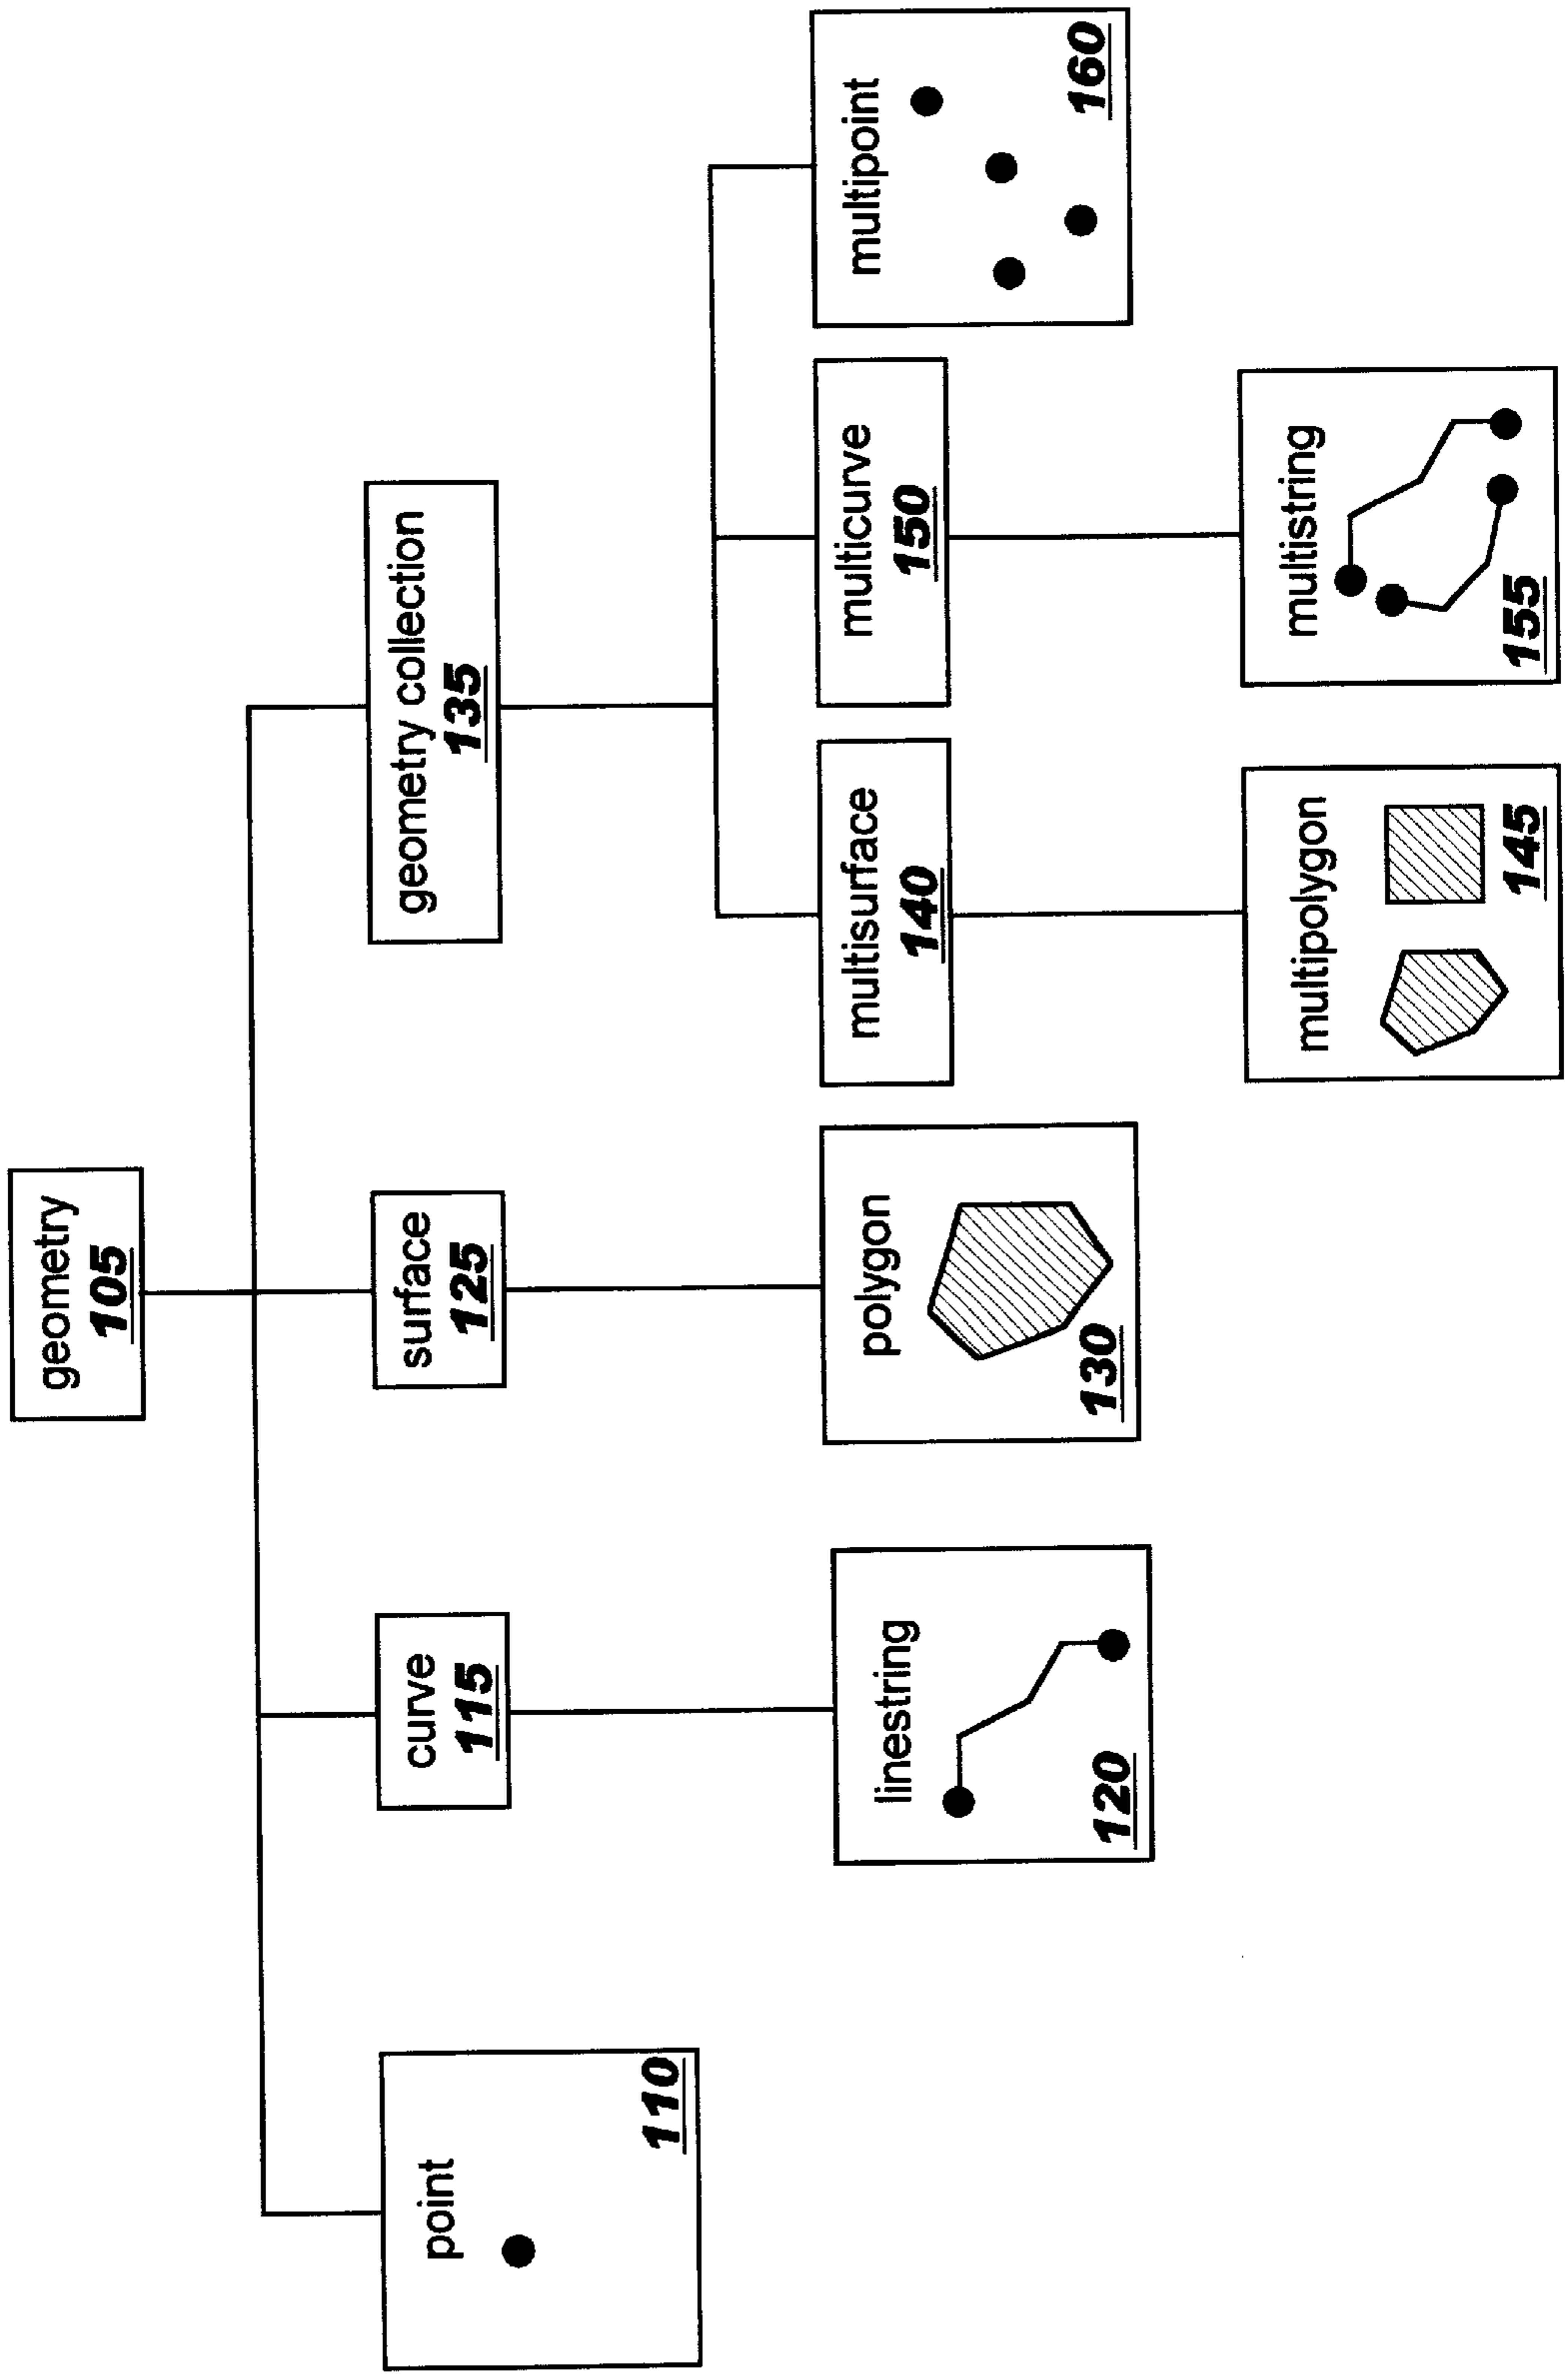 geometry
105
point
110
curve
115
surface
125
geometry collection
135
linestring
120
polygon
130
multisurface
140
multicurve
150
multipoint
160
multipolygon
145
multistring
155